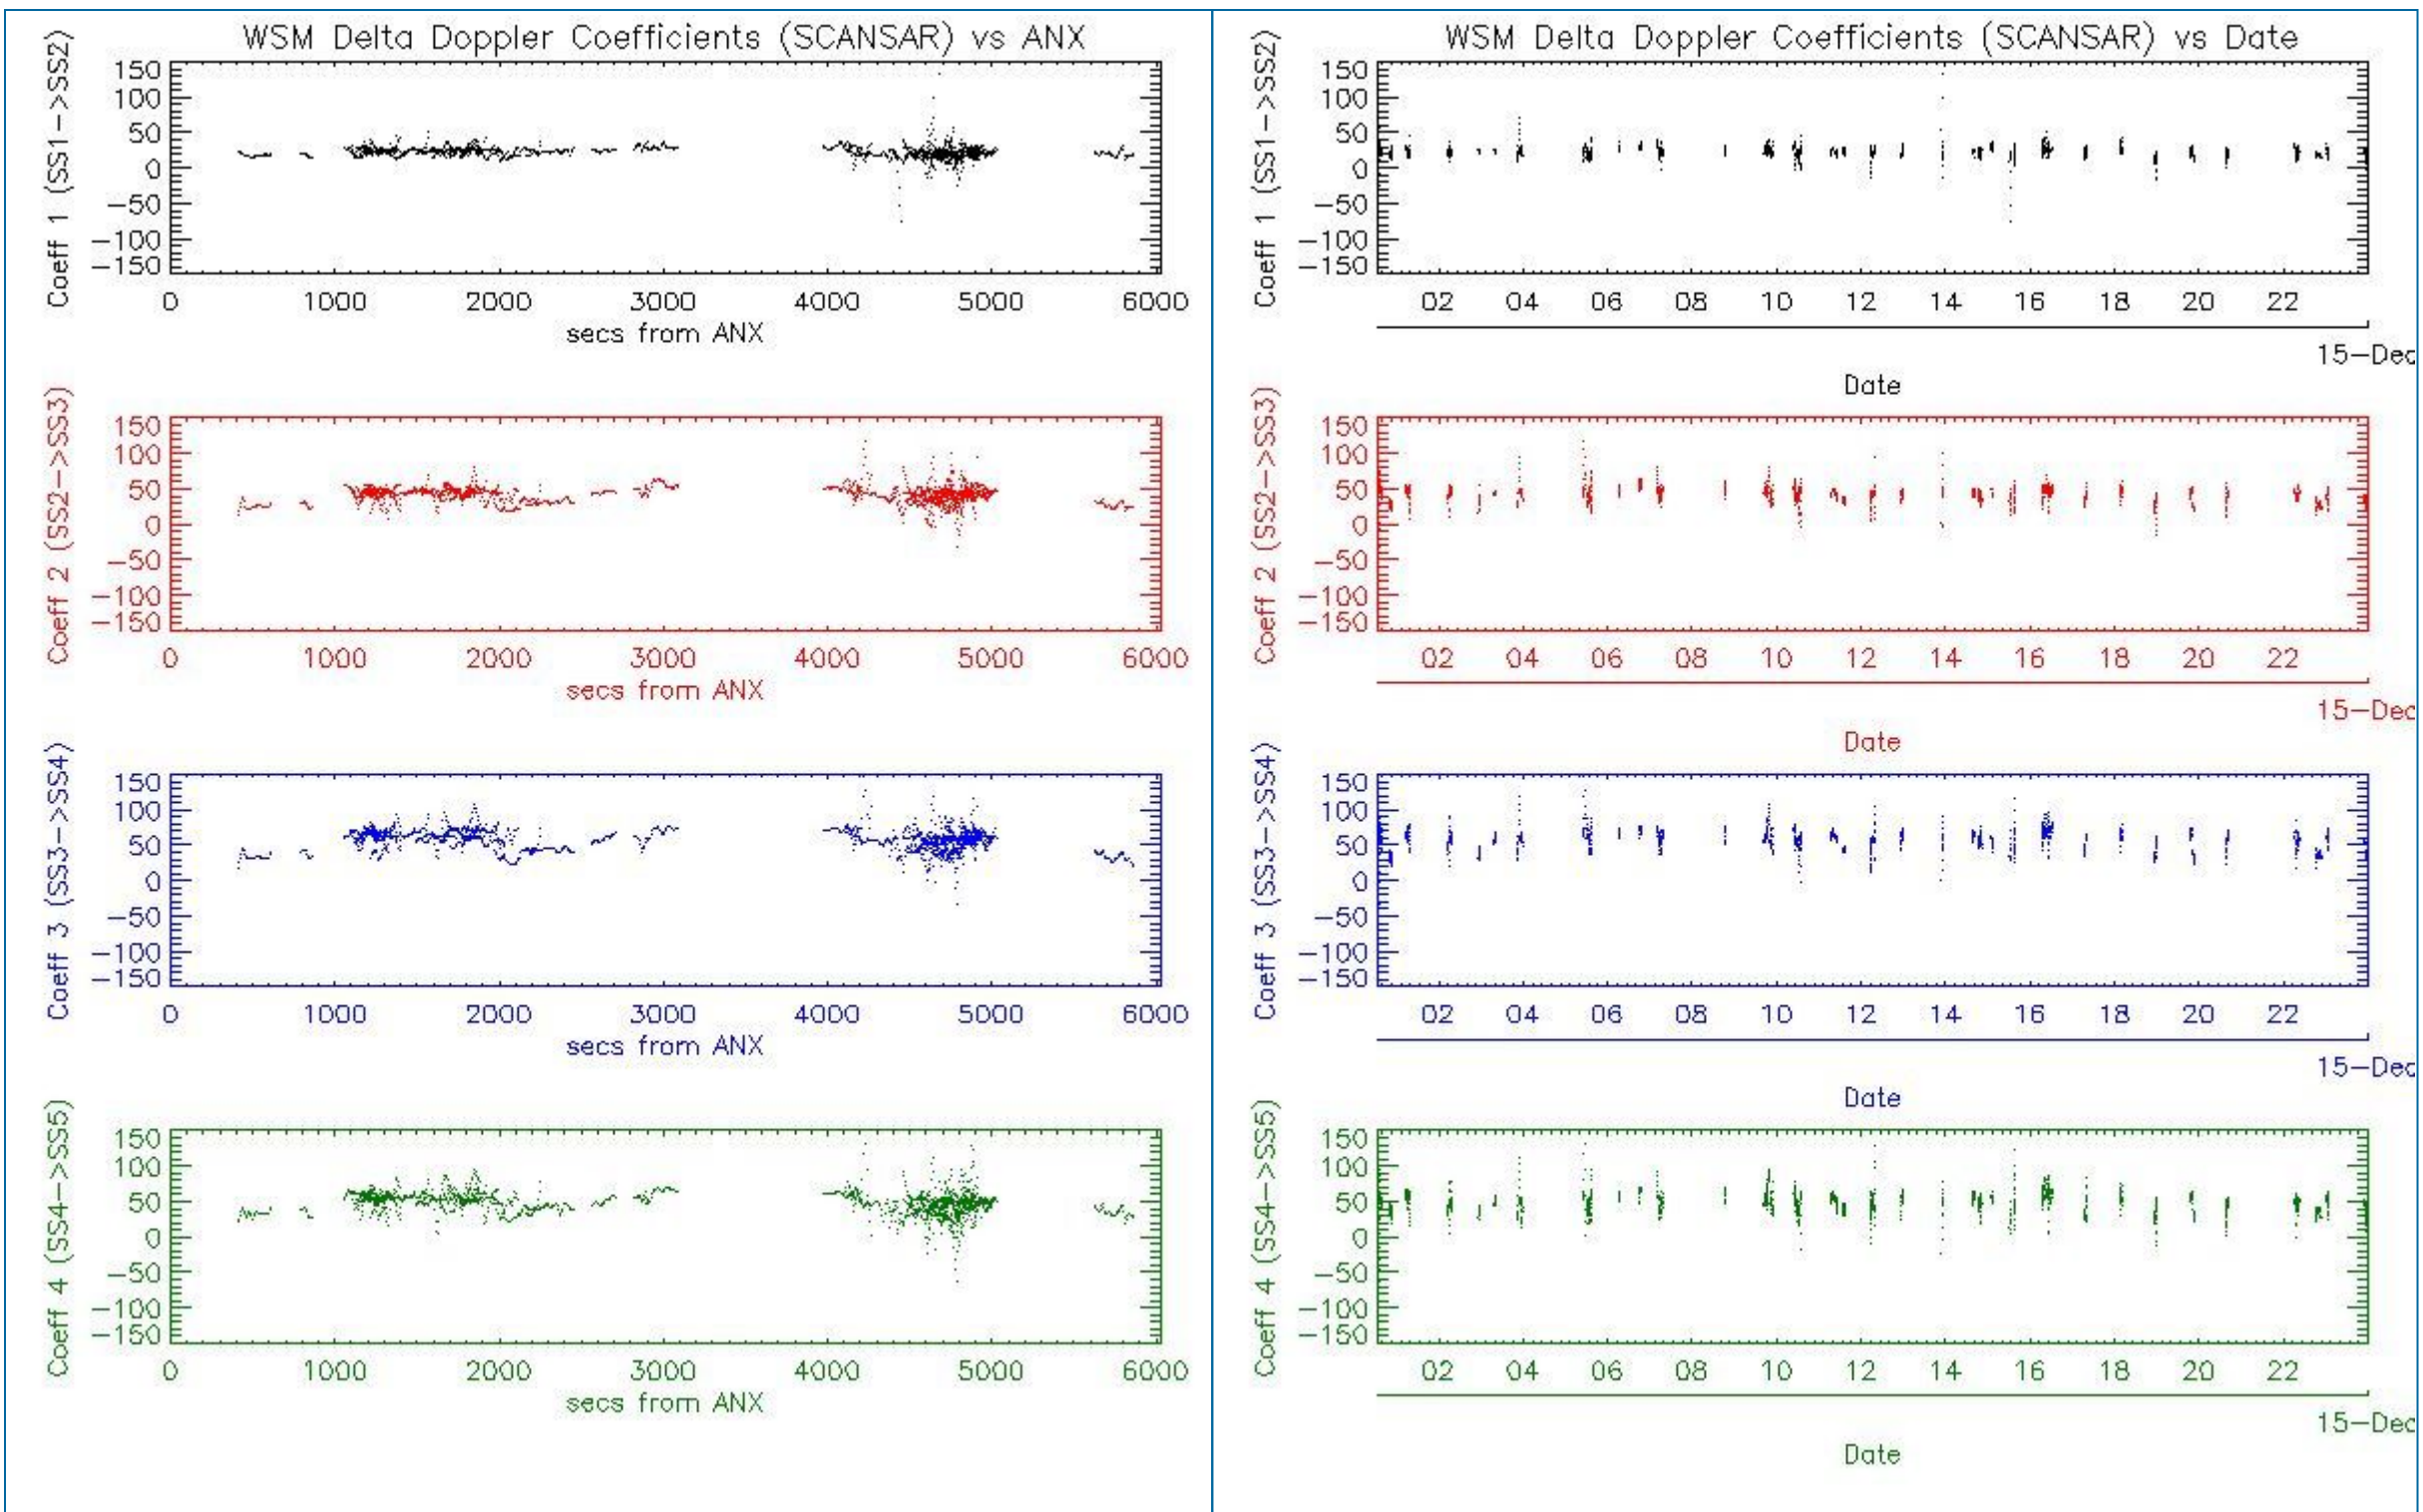 WSM Delta Doppler Coefficients (SCANSAR) vs ANX
Coeff 1 (SS1->SS2)
150
100
50
0
-50
-100
-150
0 1000 2000 3000 4000 5000 6000
secs from ANX
Coeff 2 (SS2->SS3)
150
100
50
0
-50
-100
-150
0 1000 2000 3000 4000 5000 6000
secs from ANX
Coeff 3 (SS3->SS4)
150
100
50
0
-50
-100
-150
0 1000 2000 3000 4000 5000 6000
secs from ANX
Coeff 4 (SS4->SS5)
150
100
50
0
-50
-100
-150
0 1000 2000 3000 4000 5000 6000
secs from ANX
WSM Delta Doppler Coefficients (SCANSAR) vs Date
Coeff 1 (SS1->SS2)
150
100
50
0
-50
-100
-150
02 04 06 08 10 12 14 16 18 20 22
15-Dec
Date
Coeff 2 (SS2->SS3)
150
100
50
0
-50
-100
-150
02 04 06 08 10 12 14 16 18 20 22
15-Dec
Date
Coeff 3 (SS3->SS4)
150
100
50
0
-50
-100
-150
02 04 06 08 10 12 14 16 18 20 22
15-Dec
Date
Coeff 4 (SS4->SS5)
150
100
50
0
-50
-100
-150
02 04 06 08 10 12 14 16 18 20 22
15-Dec
Date